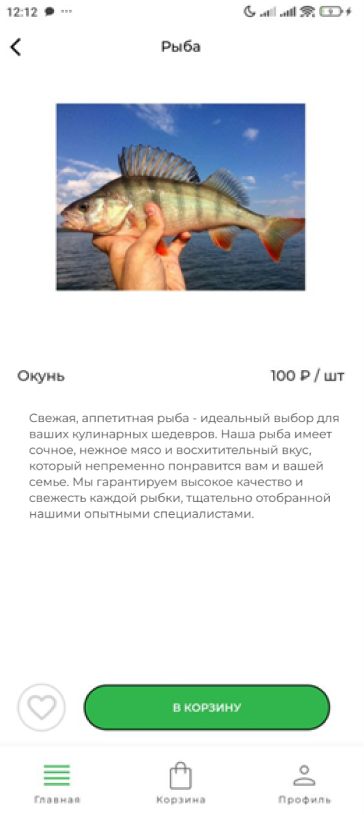 12:12
Рыба
Окунь
100 ₽ / шт
Свежая, аппетитная рыба - идеальный выбор для
ваших кулинарных шедевров. Наша рыба имеет
сочное, нежное мясо и восхитительный вкус,
который непременно понравится вам и вашей
семье. Мы гарантируем высокое качество и
свежесть каждой рыбки, тщательно отобранной
нашими опытными специалистами.
В КОРЗИНУ
Главная
Корзина
Профиль